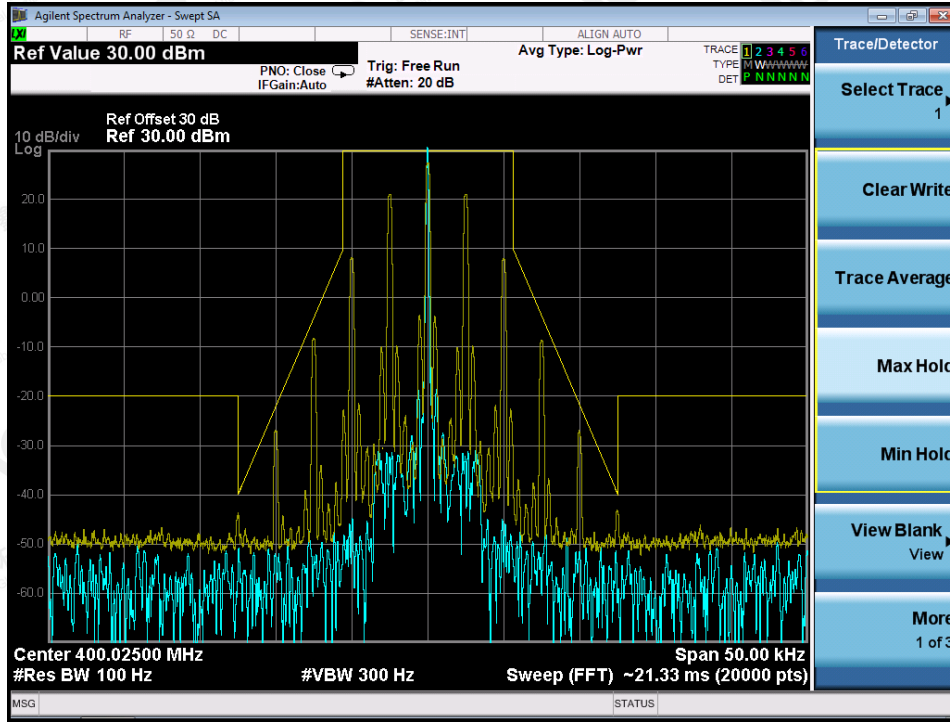 Agilent Spectrum Analyzer - Swept SA
LXI RF 50 Ω DC SENSE:INT ALIGN AUTO
Ref Value 30.00 dBm
PNO: Close
IFGain:Auto
Trig: Free Run
#Atten: 20 dB
Avg Type: Log-Pwr
TRACE 1 2 3 4 5 6
TYPE M W W W W W
DET P N N N N N
Ref Offset 30 dB
10 dB/div Ref 30.00 dBm
Log
20.0
10.0
0.00
-10.0
-20.0
-30.0
-40.0
-50.0
-60.0
Center 400.02500 MHz Span 50.00 kHz
#Res BW 100 Hz #VBW 300 Hz Sweep (FFT) ~21.33 ms (20000 pts)
MSG STATUS
Trace/Detector
Select Trace
1
Clear Write
Trace Average
Max Hold
Min Hold
View Blank
View
More
1 of 3